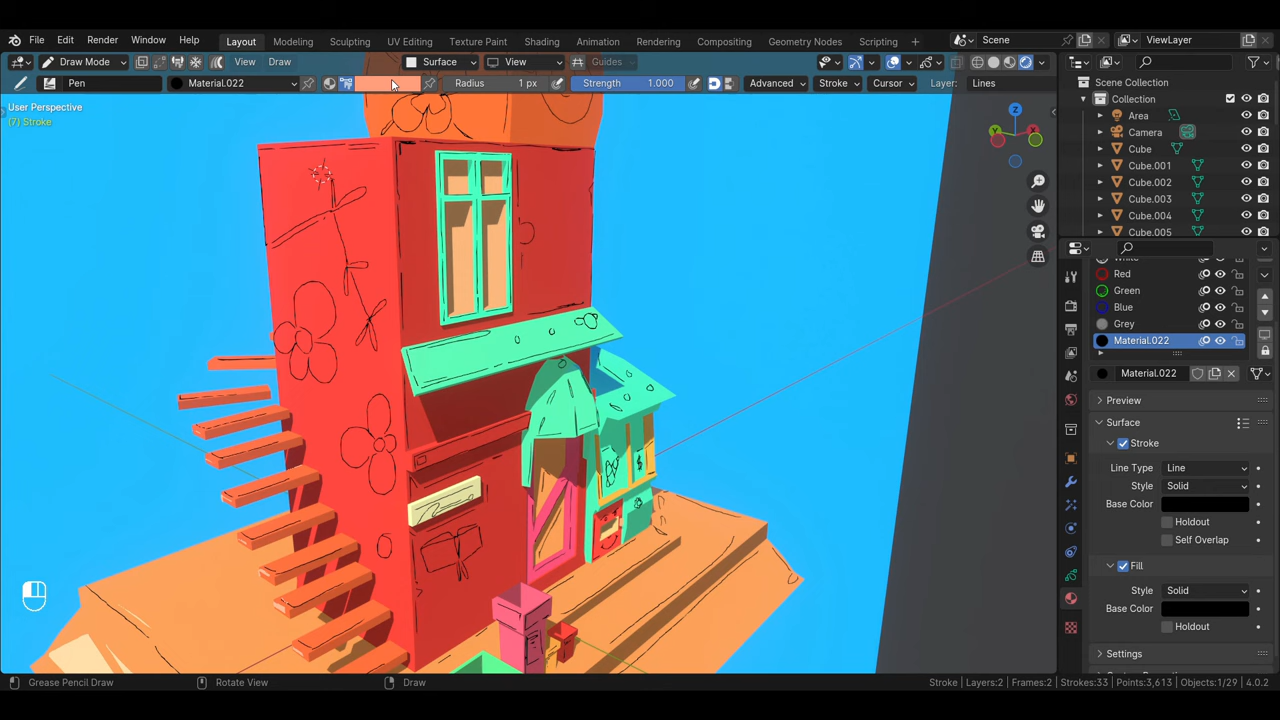 File Edit Render Window Help Layout Modeling Sculpting UV Editing Texture Paint Shading Animation Rendering Compositing Geometry Nodes Scripting + Scene ViewLayer
Draw Mode View Draw Surface View Guides
Pen Material.022 Radius 1 px Strength 1.000 Advanced Stroke Cursor Layer: Lines
User Perspective
(7) Stroke
Scene Collection
Collection
Area
Camera
Cube
Cube.001
Cube.002
Cube.003
Cube.004
Cube.005
White
Red
Green
Blue
Grey
Material.022
Material.022
Preview
Surface
Stroke
Line Type Line
Style Solid
Base Color
Holdout
Self Overlap
Fill
Style Solid
Base Color
Holdout
Settings
Grease Pencil Draw Rotate View Draw Stroke | Layers:2 | Frames:2 | Strokes:33 | Points:3,613 | Objects:1/29 | 4.0.2